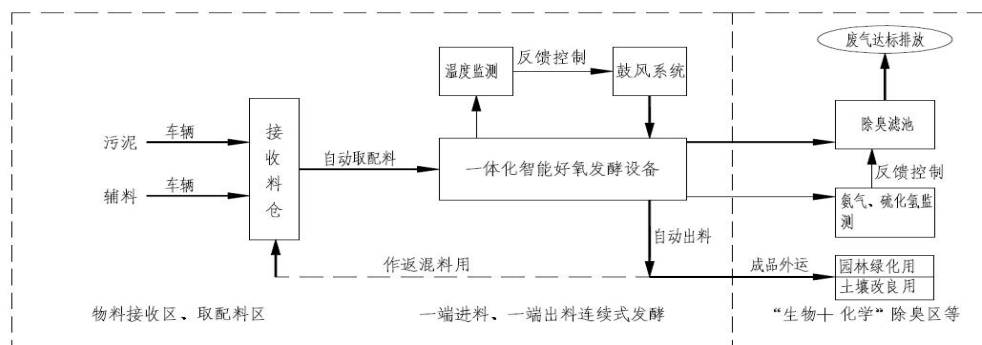 废气达标排放
温度监测
反馈控制
鼓风系统
污泥
车辆
接收料仓
自动取配料
一体化智能好氧发酵设备
除臭滤池
辅料
车辆
反馈控制
氨气、硫化氢监
测
自动出料
作返混料用
成品外运
园林绿化用
土壤改良用
物料接收区、取配料区
一端进料、一端出料连续式发酵
“生物+化学”除臭区等